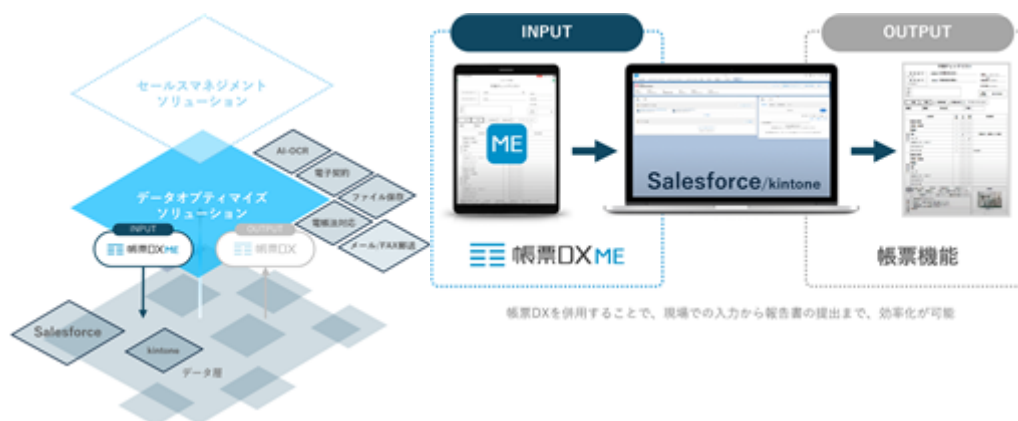 セールスマネジメント
ソリューション
データオプティマイズ
ソリューション
AI-OCR
電子契約
ファイル保存
電帳法対応
メール/FAX郵送
INPUT
帳票DX ME
OUTPUT
帳票DX
Salesforce
kintone
データ層
INPUT
ME
帳票DX ME
Salesforce/kintone
OUTPUT
帳票機能
帳票DXを併用することで、現場での入力から報告書の提出まで、効率化が可能